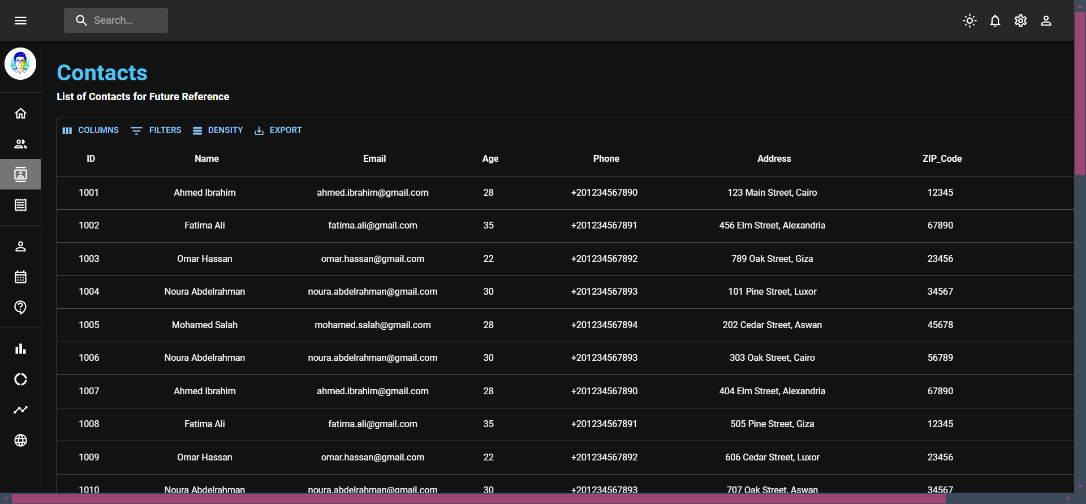 Search...
Contacts
List of Contacts for Future Reference
COLUMNS FILTERS DENSITY EXPORT
ID Name Email Age Phone Address ZIP_Code
1001 Ahmed Ibrahim ahmed.ibrahim@gmail.com 28 +201234567890 123 Main Street, Cairo 12345
1002 Fatima Ali fatima.ali@gmail.com 35 +201234567891 456 Elm Street, Alexandria 67890
1003 Omar Hassan omar.hassan@gmail.com 22 +201234567892 789 Oak Street, Giza 23456
1004 Noura Abdelrahman noura.abdelrahman@gmail.com 30 +201234567893 101 Pine Street, Luxor 34567
1005 Mohamed Salah mohamed.salah@gmail.com 28 +201234567894 202 Cedar Street, Aswan 45678
1006 Noura Abdelrahman noura.abdelrahman@gmail.com 30 +201234567893 303 Oak Street, Cairo 56789
1007 Ahmed Ibrahim ahmed.ibrahim@gmail.com 28 +201234567890 404 Elm Street, Alexandria 67890
1008 Fatima Ali fatima.ali@gmail.com 35 +201234567891 505 Pine Street, Giza 12345
1009 Omar Hassan omar.hassan@gmail.com 22 +201234567892 606 Cedar Street, Luxor 23456
1010 Noura Abdelrahman noura.abdelrahman@gmail.com 30 +201234567893 707 Oak Street, Aswan 34567